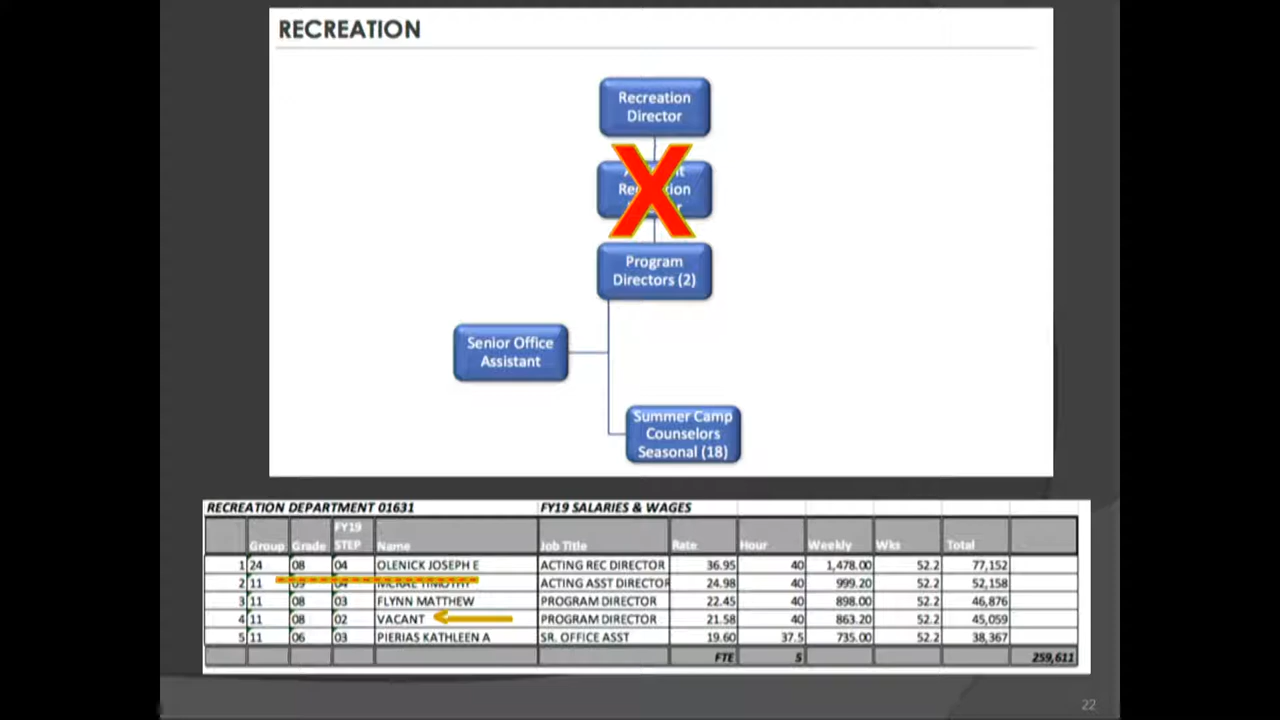 RECREATION
Recreation
Director
Program
Directors (2)
Senior Office
Assistant
Summer Camp
Counselors
Seasonal (18)
RECREATION DEPARTMENT 01631 FY19 SALARIES & WAGES
Group Grade FY19 STEP Name Job Title Rate Hour Weekly Wks Total
1 24 08 04 OLENICK JOSEPH E ACTING REC DIRECTOR 36.95 40 1,478.00 52.2 77,152
2 11 09 04 TIMOTHY ACTING ASST DIRECTOR 24.98 40 999.20 52.2 52,158
3 11 08 03 FLYNN MATTHEW PROGRAM DIRECTOR 22.45 40 898.00 52.2 46,876
4 11 08 02 VACANT PROGRAM DIRECTOR 21.58 40 863.20 52.2 45,059
5 11 06 03 PIERIAS KATHLEEN A SR. OFFICE ASST 19.60 37.5 735.00 52.2 38,367
FTE 5 259,611
22